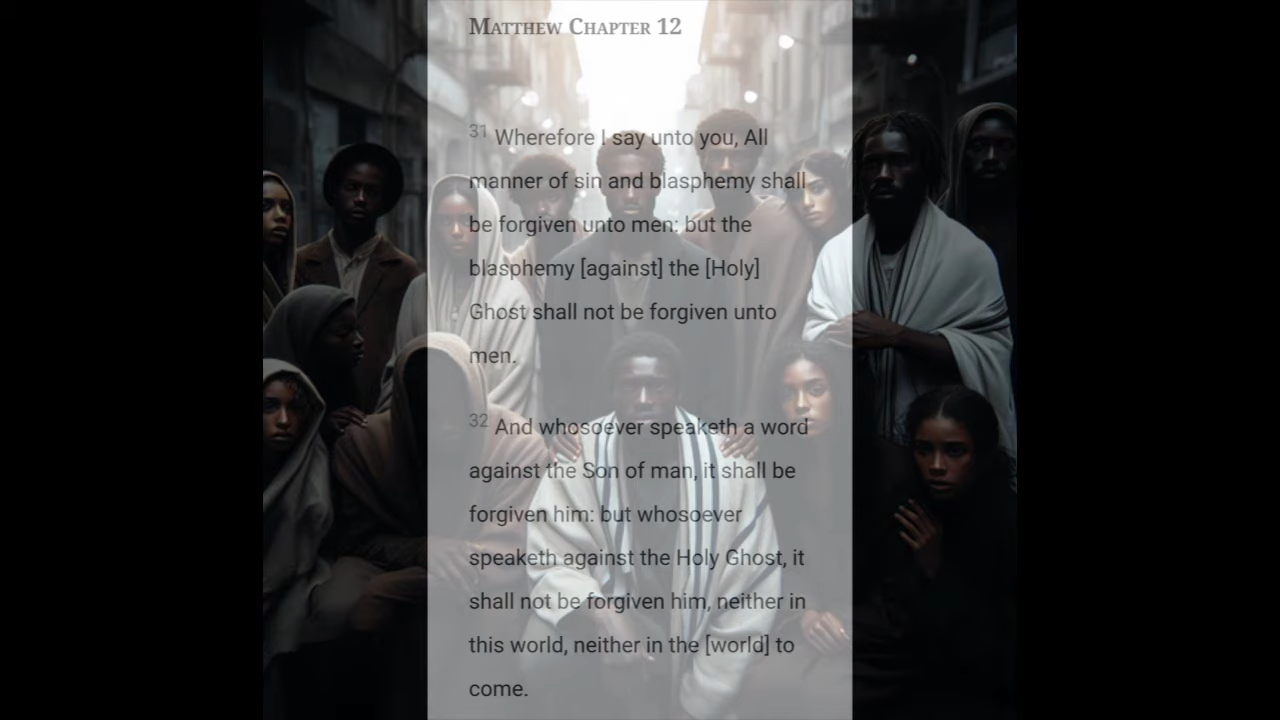 Matthew Chapter 12
31 Wherefore I say unto you, All
manner of sin and blasphemy shall
be forgiven unto men: but the
blasphemy [against] the [Holy]
Ghost shall not be forgiven unto
men.
32 And whosoever speaketh a word
against the Son of man, it shall be
forgiven him: but whosoever
speaketh against the Holy Ghost, it
shall not be forgiven him, neither in
this world, neither in the [world] to
come.